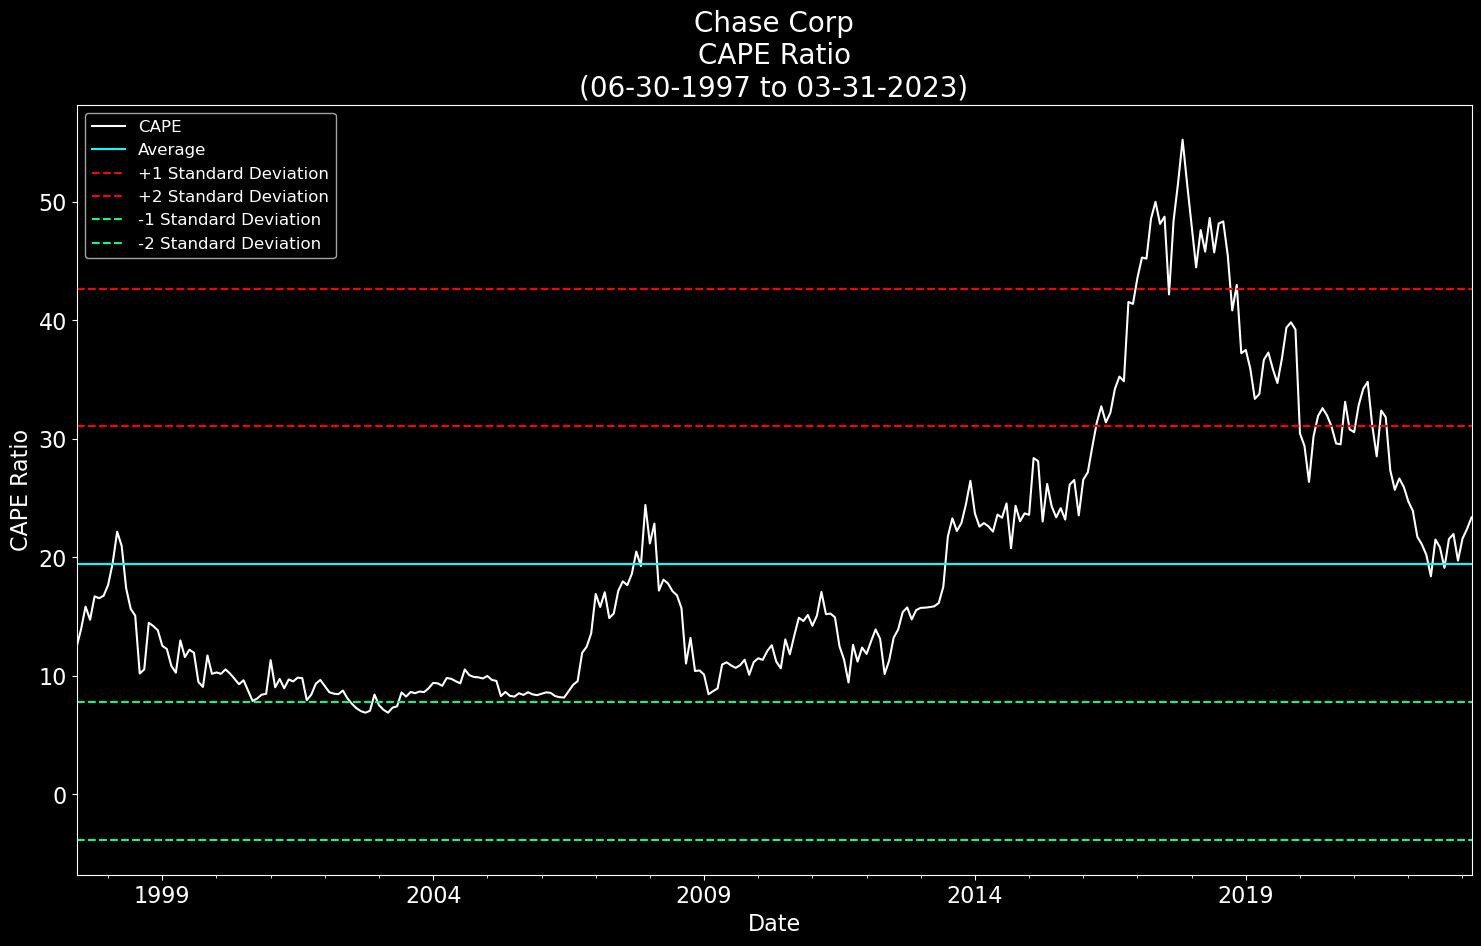 Chase Corp
CAPE Ratio
(06-30-1997 to 03-31-2023)
CAPE
Average
+1 Standard Deviation
+2 Standard Deviation
-1 Standard Deviation
-2 Standard Deviation
CAPE Ratio
50
40
30
20
10
0
1999 2004 2009 2014 2019
Date